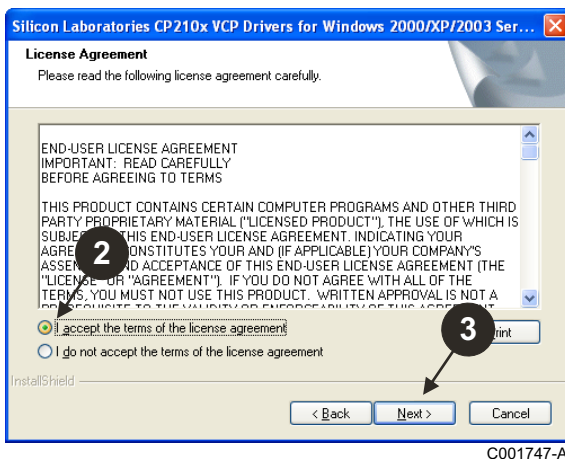 Silicon Laboratories CP210x VCP Drivers for Windows 2000/XP/2003 Ser...
License Agreement
Please read the following license agreement carefully.
END-USER LICENSE AGREEMENT
IMPORTANT: READ CAREFULLY
BEFORE AGREEING TO TERMS
THIS PRODUCT CONTAINS CERTAIN COMPUTER PROGRAMS AND OTHER THIRD
PARTY PROPRIETARY MATERIAL ("LICENSED PRODUCT"), THE USE OF WHICH IS
THIS END-USER LICENSE AGREEMENT. INDICATING YOUR
YOUR AND (IF APPLICABLE) YOUR COMPANY'S
ACCEPTANCE OF THIS END-USER LICENSE AGREEMENT (THE
"LICENSE" OR "AGREEMENT"). IF YOU DO NOT AGREE WITH ALL OF THE
TERMS, YOU MUST NOT USE THIS PRODUCT. WRITTEN APPROVAL IS NOT A
2
I accept the terms of the license agreement
I do not accept the terms of the license agreement
3
InstallShield
< Back
Next >
Cancel
C001747-A